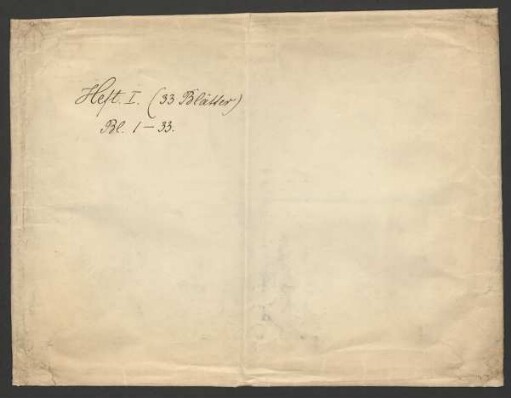 Heft. I. (33 Blätter)
Bl. 1-33.